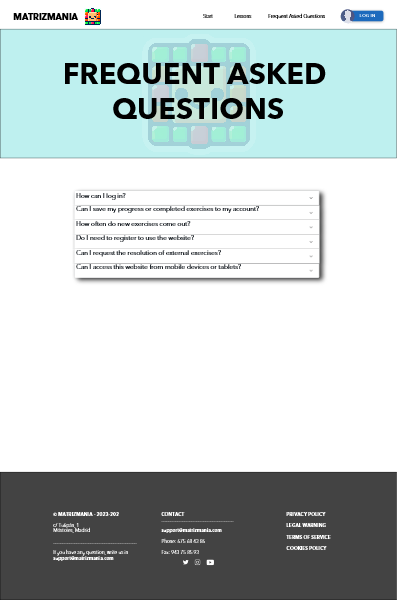 MATRIZMANIA
Start Lessons Frequent Asked Questions LOG IN
FREQUENT ASKED
QUESTIONS
How can I log in?
Can I save my progress or completed exercises to my account?
How often do new exercises come out?
Do I need to register to use the website?
Can I request the resolution of external exercises?
Can I access this website from mobile devices or tablets?
© MATRIZMANIA - 2023-202
c/ Tulipán, 1
Móstoles, Madrid
If you have any question, write us in
support@matrizmania.com
CONTACT
support@matrizmania.com
Phone: 675 68 43 86
Fax: 943 75 85 93
PRIVACY POLICY
LEGAL WARNING
TERMS OF SERVICE
COOKIES POLICY